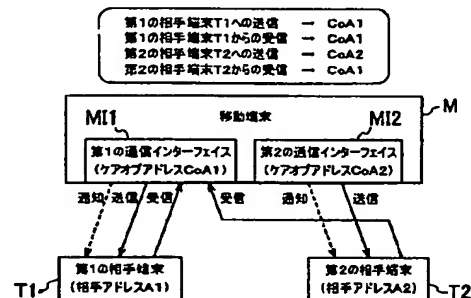 第1の相手端末T1への送信 → CoA1
第1の相手端末T1からの受信 → CoA1
第2の相手端末T2への送信 → CoA2
第2の相手端末T2からの受信 → CoA1
M
移動端末
MI1
MI2
第1の通信インターフェイス
(ケアオブアドレスCoA1)
第2の通信インターフェイス
(ケアオブアドレスCoA2)
通知 送信 受信 受信 通知 送信
T1
第1の相手端末
(相手アドレスA1)
第2の相手端末
(相手アドレスA2)
T2